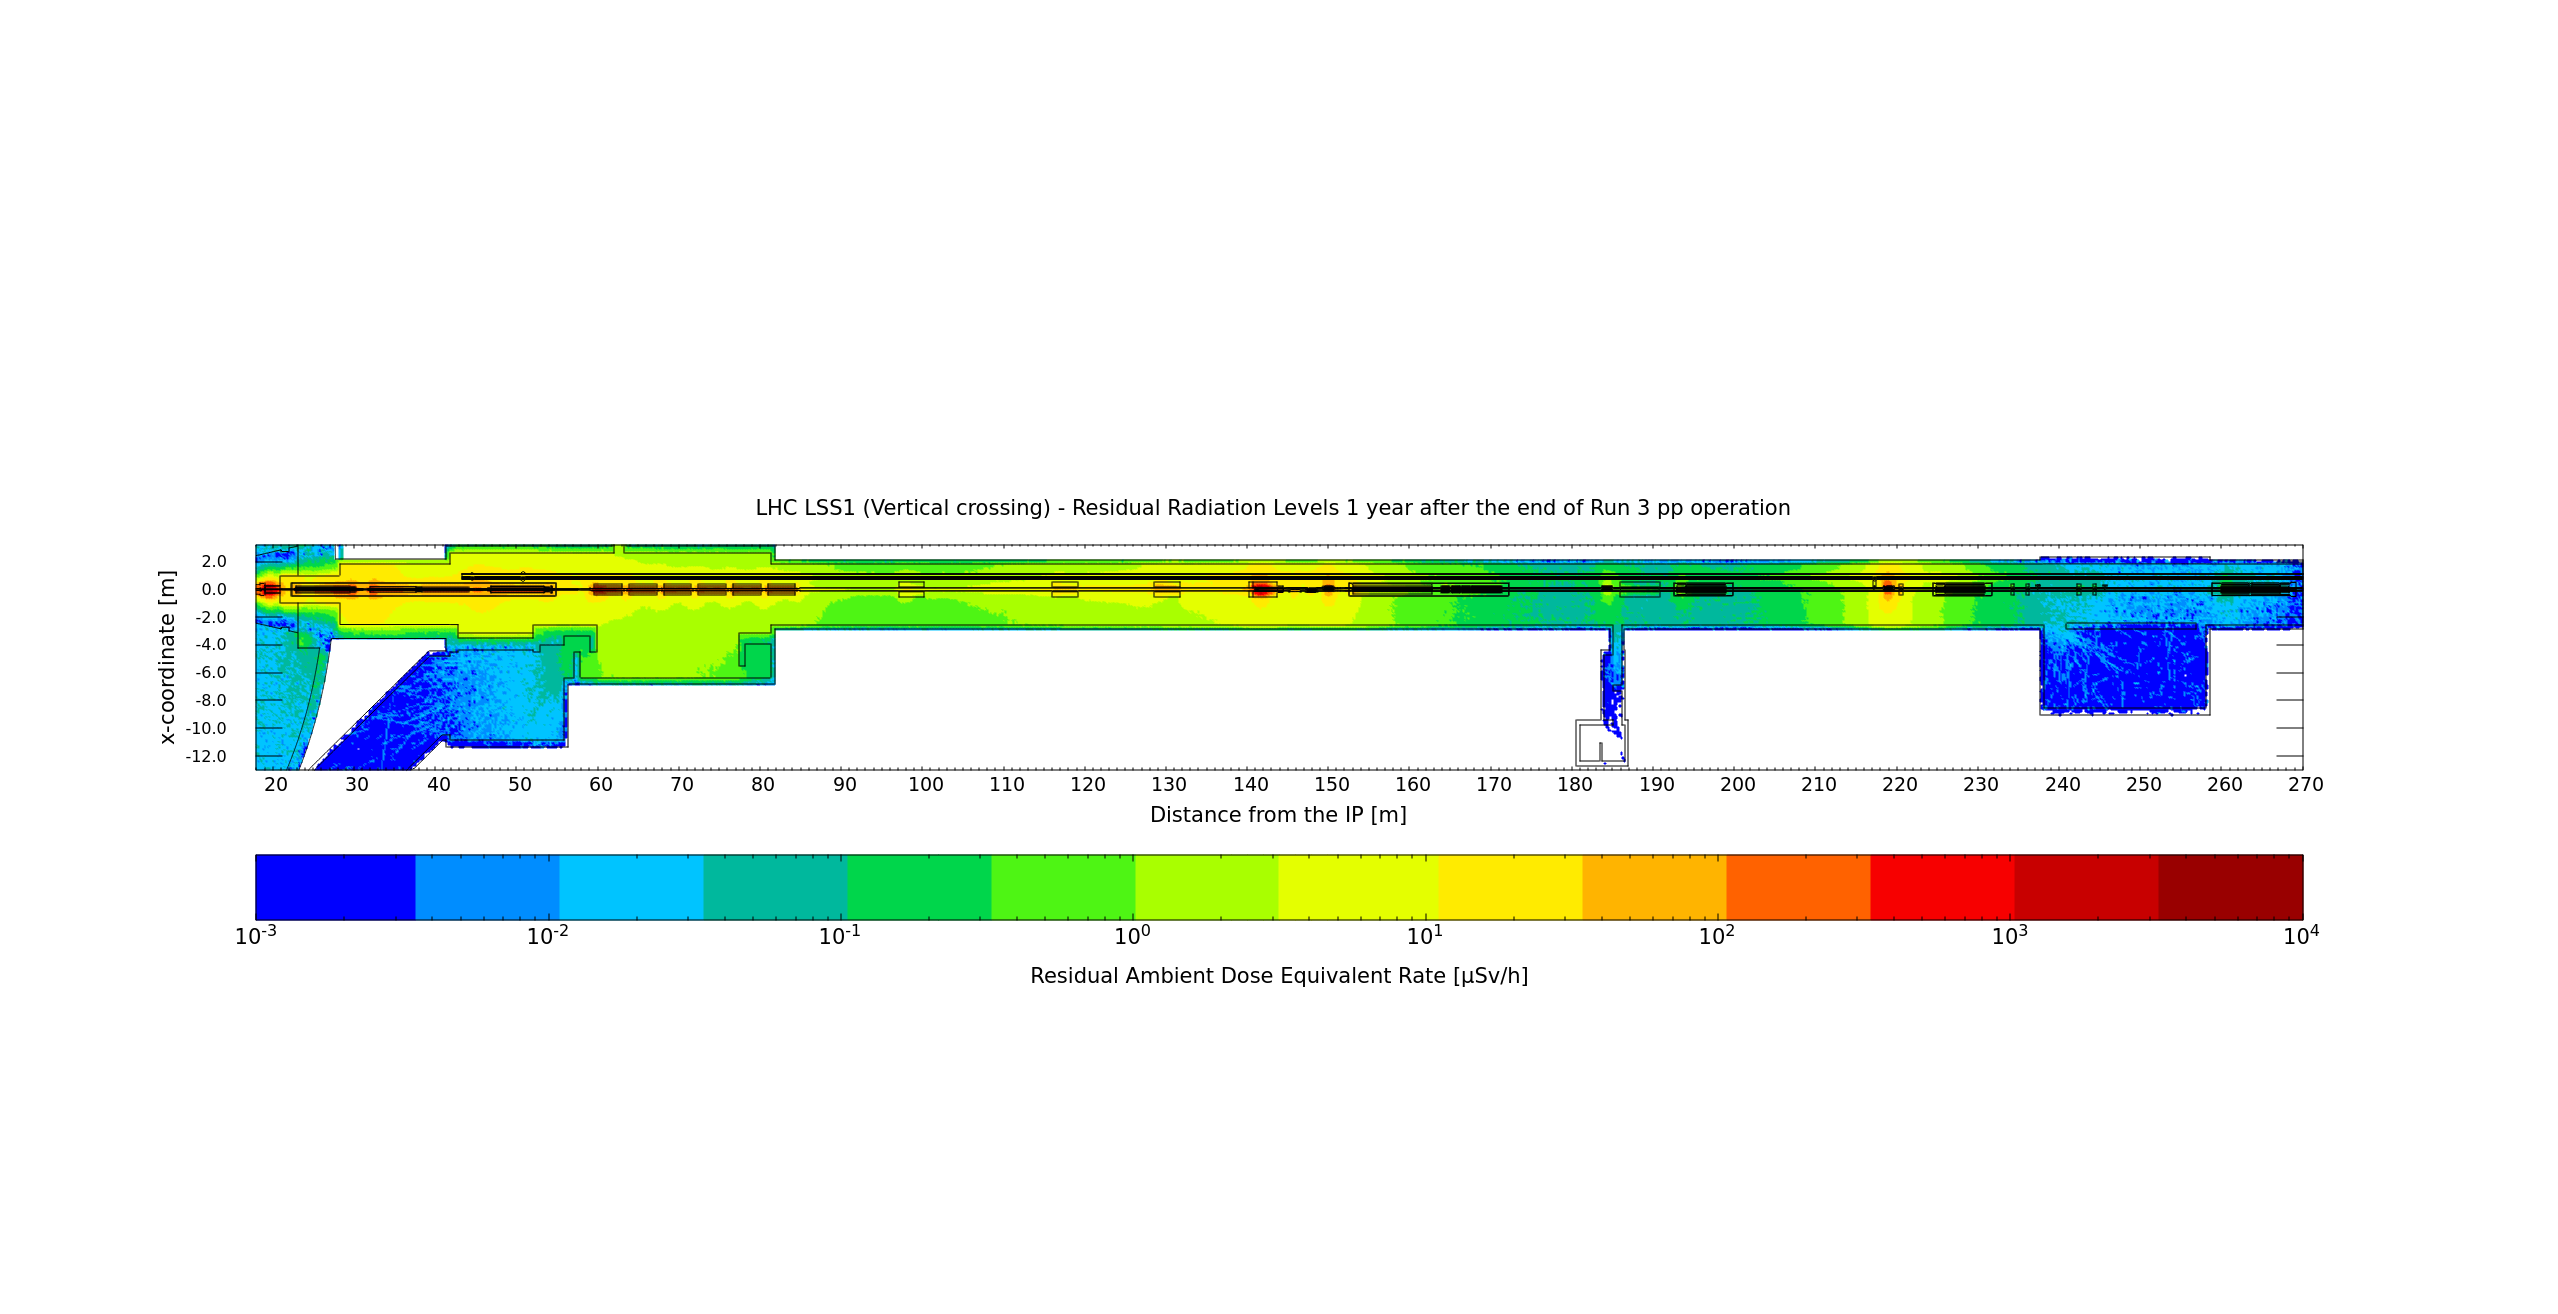 LHC LSS1 (Vertical crossing) - Residual Radiation Levels 1 year after the end of Run 3 pp operation
x-coordinate [m]
2.0
0.0
-2.0
-4.0
-6.0
-8.0
-10.0
-12.0
20 30 40 50 60 70 80 90 100 110 120 130 140 150 160 170 180 190 200 210 220 230 240 250 260 270
Distance from the IP [m]
10⁻³ 10⁻² 10⁻¹ 10⁰ 10¹ 10² 10³ 10⁴
Residual Ambient Dose Equivalent Rate [µSv/h]